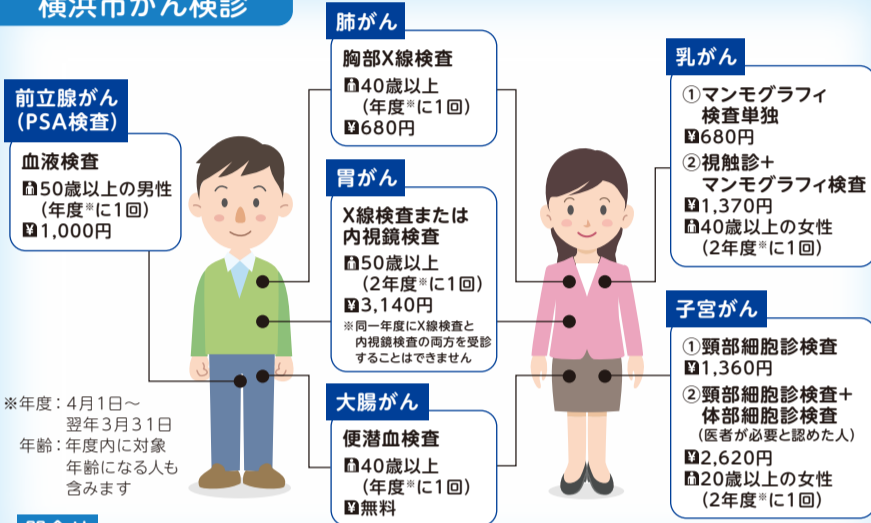 横浜市がん検診
肺がん
胸部X線検査
40歳以上
(年度※に1回)
¥680円
前立腺がん
(PSA検査)
血液検査
50歳以上の男性
(年度※に1回)
¥1,000円
胃がん
X線検査または
内視鏡検査
50歳以上
(2年度※に1回)
¥3,140円
※同一年度にX線検査と
内視鏡検査の両方を受診
することはできません
大腸がん
便潜血検査
40歳以上
(年度※に1回)
¥無料
乳がん
①マンモグラフィ
検査単独
¥680円
②視触診+
マンモグラフィ検査
¥1,370円
40歳以上の女性
(2年度※に1回)
子宮がん
①頸部細胞診検査
¥1,360円
②頸部細胞診検査+
体部細胞診検査
(医者が必要と認めた人)
¥2,620円
20歳以上の女性
(2年度※に1回)
※年度:4月1日~
翌年3月31日
年齢:年度内に対象
年齢になる人も
含みます